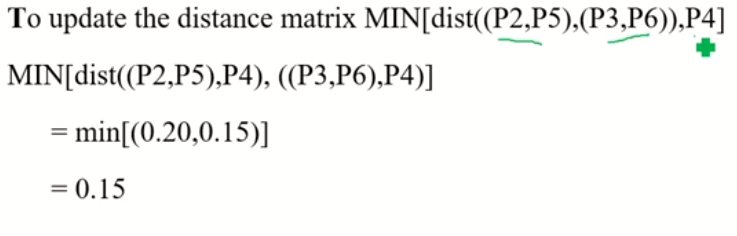 To update the distance matrix MIN[dist((P2,P5),(P3,P6)),P4]
MIN[dist((P2,P5),P4), ((P3,P6),P4)]
= min[(0.20,0.15)]
= 0.15